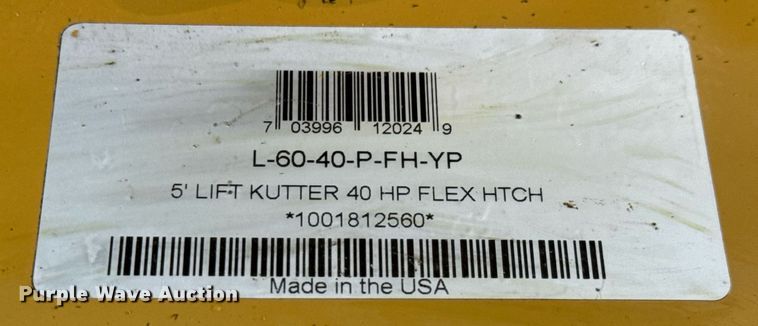 7 03996 12024 9
L-60-40-P-FH-YP
5' LIFT KUTTER 40 HP FLEX HTCH
*1001812560*
Made in the USA
Purple Wave Auction